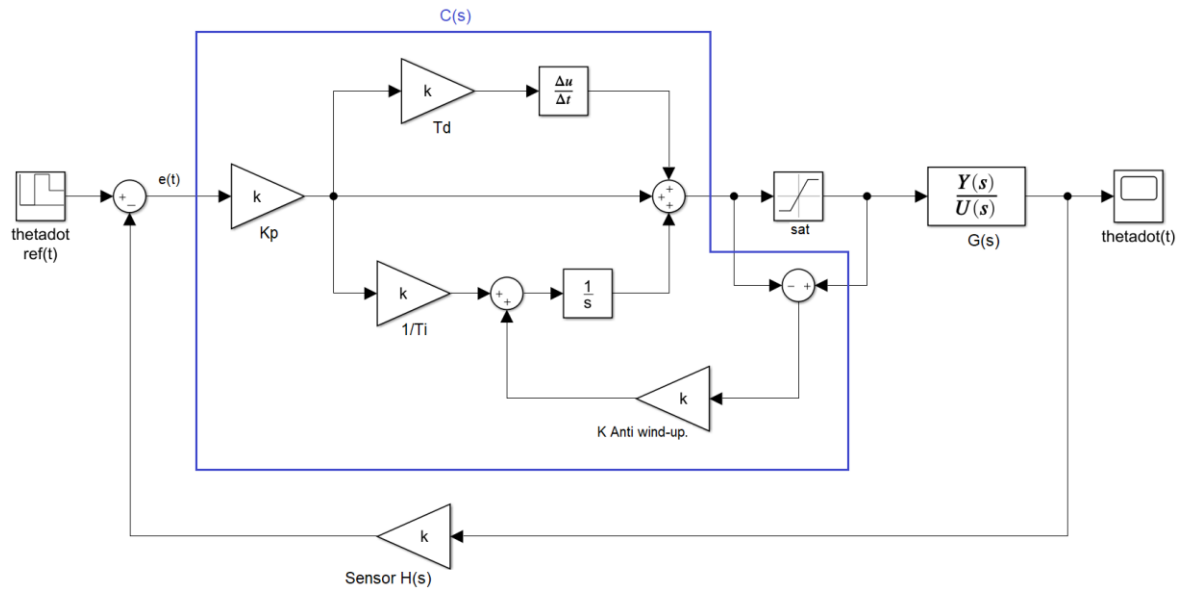 C(s)
k
Td
Δu
Δt
+
+
+
e(t)
+
−
k
Kp
thetadot
ref(t)
sat
Y(s)
U(s)
G(s)
thetadot(t)
k
1/Ti
+
+
1
s
− +
k
K Anti wind-up.
k
Sensor H(s)